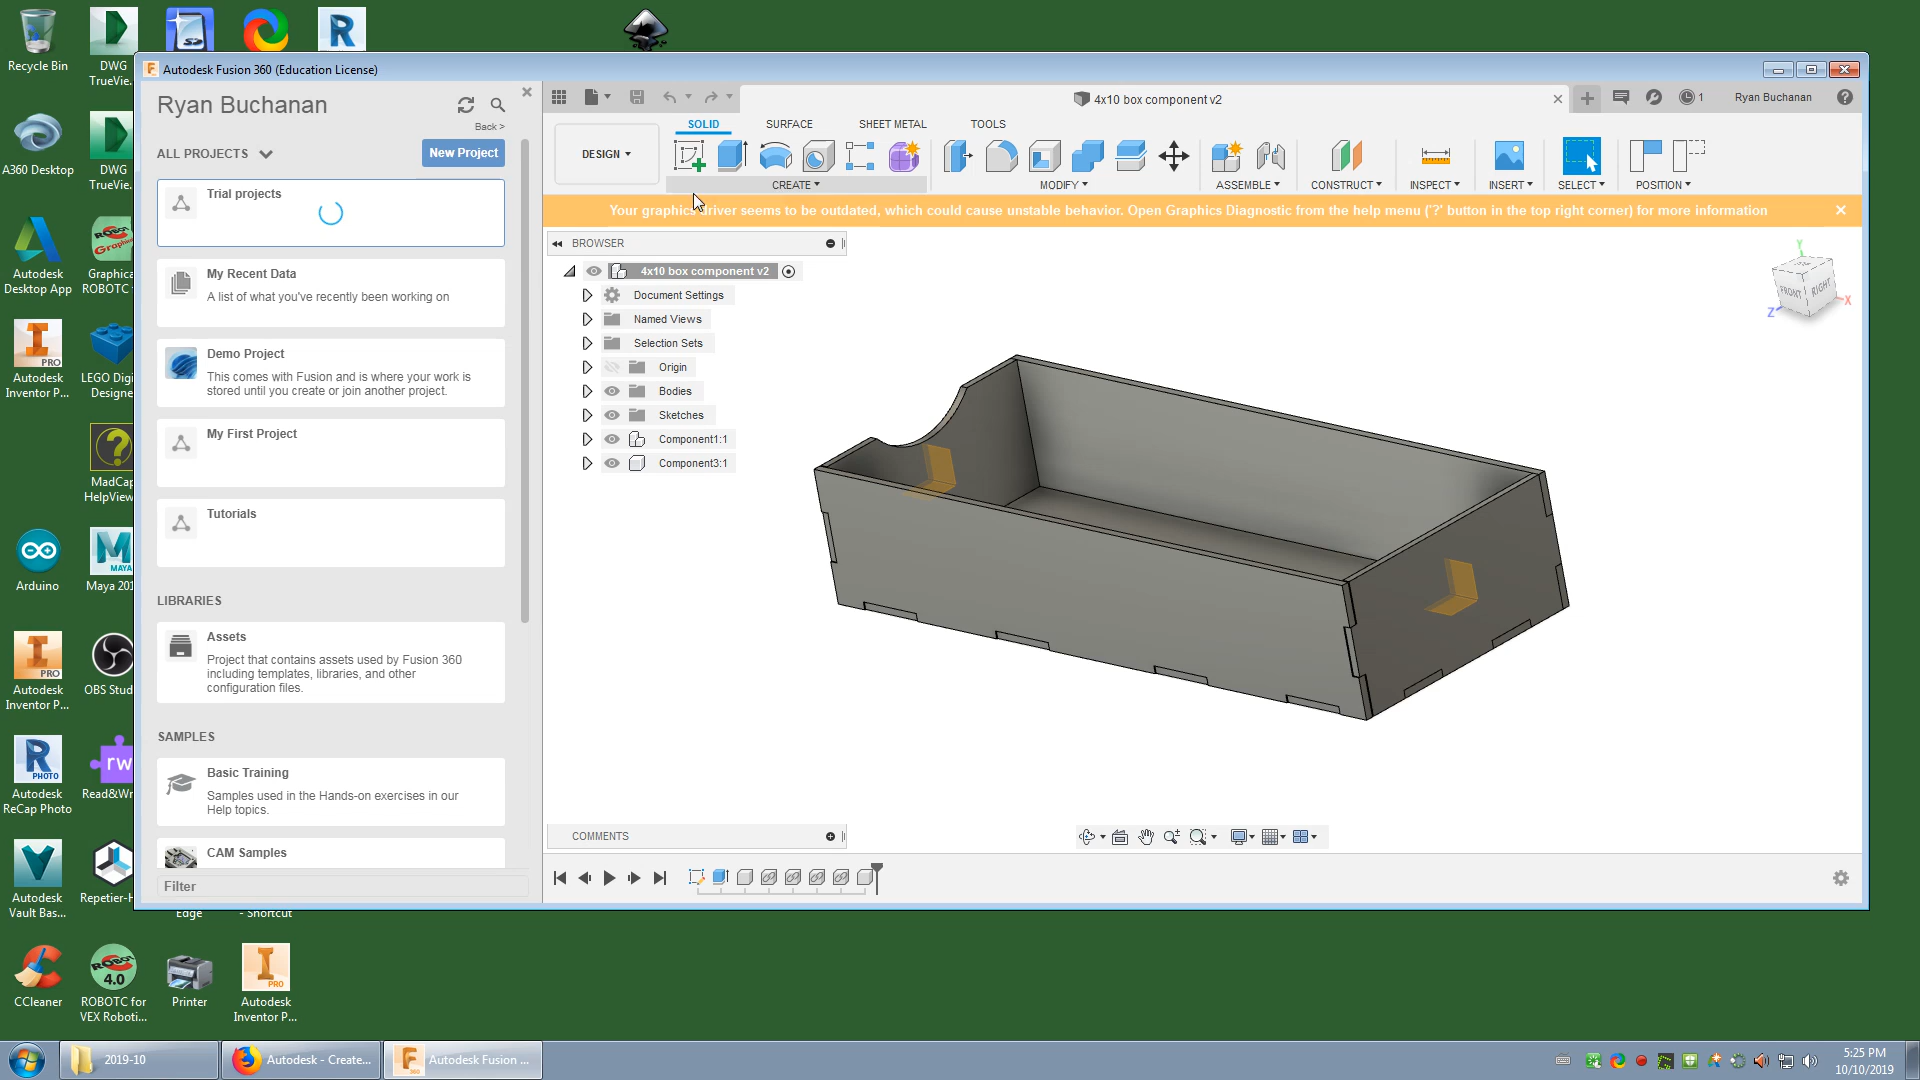 Recycle Bin
DWG
TrueVie...
A360 Desktop
DWG
TrueVie...
Autodesk
Desktop App
Graphica
ROBOTC f
Autodesk
Inventor P...
LEGO Digi
Designe
MadCap
HelpView
Arduino
Maya 201
Autodesk
Inventor P...
OBS Stud
Autodesk
ReCap Photo
Read&Wr
Autodesk
Vault Bas...
Repetier-H
Edge
- Shortcut
CCleaner
ROBOTC for
VEX Roboti...
Printer
Autodesk
Inventor P...
Autodesk Fusion 360 (Education License)
Ryan Buchanan
Back >
ALL PROJECTS
New Project
Trial projects
My Recent Data
A list of what you've recently been working on
Demo Project
This comes with Fusion and is where your work is
stored until you create or join another project.
My First Project
Tutorials
LIBRARIES
Assets
Project that contains assets used by Fusion 360
including templates, libraries, and other
configuration files.
SAMPLES
Basic Training
Samples used in the Hands-on exercises in our
Help topics.
CAM Samples
Filter
4x10 box component v2
1
Ryan Buchanan
DESIGN
SOLID
SURFACE
SHEET METAL
TOOLS
CREATE
MODIFY
ASSEMBLE
CONSTRUCT
INSPECT
INSERT
SELECT
POSITION
Your graphics driver seems to be outdated, which could cause unstable behavior. Open Graphics Diagnostic from the help menu ('?' button in the top right corner) for more information
BROWSER
4x10 box component v2
Document Settings
Named Views
Selection Sets
Origin
Bodies
Sketches
Component1:1
Component3:1
Y
FRONT
RIGHT
X
Z
COMMENTS
2019-10
Autodesk - Create...
Autodesk Fusion ...
5:25 PM
10/10/2019